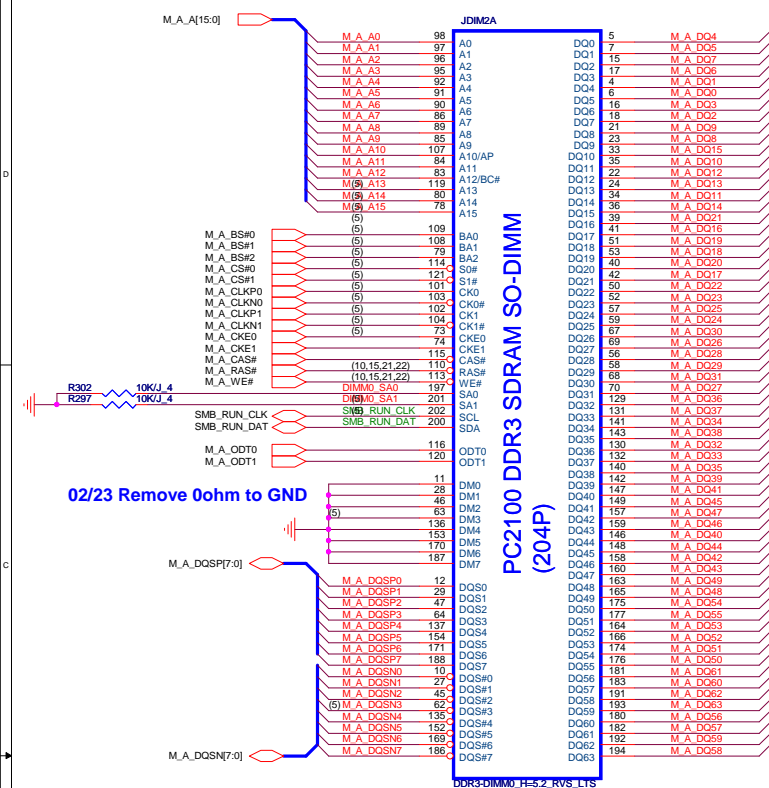 M_A_A[15:0]
JDIM2A
M_A_A0 98 A0
M_A_A1 97 A1
M_A_A2 96 A2
M_A_A3 95 A3
M_A_A4 92 A4
M_A_A5 91 A5
M_A_A6 90 A6
M_A_A7 86 A7
M_A_A8 89 A8
M_A_A9 85 A9
M_A_A10 107 A10/AP
M_A_A11 84 A11
M_A_A12 83 A12/BC#
M_A_A13 119 A13
M_A_A14 80 A14
M_A_A15 78 A15
(5)
(5)
(5)
M_A_BS#0 (5) 109 BA0
M_A_BS#1 (5) 108 BA1
M_A_BS#2 (5) 79 BA2
M_A_CS#0 (5) 114 S0#
M_A_CS#1 (5) 121 S1#
M_A_CLKP0 (5) 101 CK0
M_A_CLKN0 (5) 103 CK0#
M_A_CLKP1 (5) 102 CK1
M_A_CLKN1 (5) 104 CK1#
M_A_CKE0 (5) 73 CKE0
M_A_CKE1 74 CKE1
M_A_CAS# 115 CAS#
M_A_RAS# (10,15,21,22) 110 RAS#
M_A_WE# (10,15,21,22) 113 WE#
R302 10K/J_4 DIMM0_SA0 197 SA0
R297 10K/J_4 DIMM0_SA1 201 SA1
SMB_RUN_CLK (5) SMB_RUN_CLK 202 SCL
SMB_RUN_DAT SMB_RUN_DAT 200 SDA
M_A_ODT0 116 ODT0
M_A_ODT1 120 ODT1
02/23 Remove 0ohm to GND
11 DM0
28 DM1
46 DM2
(5) 63 DM3
136 DM4
153 DM5
170 DM6
187 DM7
M_A_DQSP[7:0]
M_A_DQSP0 12 DQS0
M_A_DQSP1 29 DQS1
M_A_DQSP2 47 DQS2
M_A_DQSP3 64 DQS3
M_A_DQSP4 137 DQS4
M_A_DQSP5 154 DQS5
M_A_DQSP6 171 DQS6
M_A_DQSP7 188 DQS7
M_A_DQSN0 10 DQS#0
M_A_DQSN1 27 DQS#1
M_A_DQSN2 45 DQS#2
(5) M_A_DQSN3 62 DQS#3
M_A_DQSN4 135 DQS#4
M_A_DQSN5 152 DQS#5
M_A_DQSN6 169 DQS#6
M_A_DQSN7 186 DQS#7
M_A_DQSN[7:0]
PC2100 DDR3 SDRAM SO-DIMM
(204P)
DQ0 5 M_A_DQ4
DQ1 7 M_A_DQ5
DQ2 15 M_A_DQ7
DQ3 17 M_A_DQ6
DQ4 4 M_A_DQ1
DQ5 6 M_A_DQ0
DQ6 16 M_A_DQ3
DQ7 18 M_A_DQ2
DQ8 21 M_A_DQ9
DQ9 23 M_A_DQ8
DQ10 33 M_A_DQ15
DQ11 35 M_A_DQ10
DQ12 22 M_A_DQ12
DQ13 24 M_A_DQ13
DQ14 34 M_A_DQ11
DQ15 36 M_A_DQ14
DQ16 39 M_A_DQ21
DQ17 41 M_A_DQ16
DQ18 51 M_A_DQ19
DQ19 53 M_A_DQ18
DQ20 40 M_A_DQ20
DQ21 42 M_A_DQ17
DQ22 50 M_A_DQ22
DQ23 52 M_A_DQ23
DQ24 57 M_A_DQ25
DQ25 59 M_A_DQ24
DQ26 67 M_A_DQ30
DQ27 69 M_A_DQ26
DQ28 56 M_A_DQ28
DQ29 58 M_A_DQ29
DQ30 68 M_A_DQ31
DQ31 70 M_A_DQ27
DQ32 129 M_A_DQ36
DQ33 131 M_A_DQ37
DQ34 141 M_A_DQ34
DQ35 143 M_A_DQ38
DQ36 130 M_A_DQ32
DQ37 132 M_A_DQ33
DQ38 140 M_A_DQ35
DQ39 142 M_A_DQ39
DQ40 147 M_A_DQ41
DQ41 149 M_A_DQ45
DQ42 157 M_A_DQ47
DQ43 159 M_A_DQ46
DQ44 146 M_A_DQ40
DQ45 148 M_A_DQ44
DQ46 158 M_A_DQ42
DQ47 160 M_A_DQ43
DQ48 163 M_A_DQ49
DQ49 165 M_A_DQ48
DQ50 175 M_A_DQ54
DQ51 177 M_A_DQ55
DQ52 164 M_A_DQ53
DQ53 166 M_A_DQ52
DQ54 174 M_A_DQ51
DQ55 176 M_A_DQ50
DQ56 181 M_A_DQ61
DQ57 183 M_A_DQ60
DQ58 191 M_A_DQ62
DQ59 193 M_A_DQ63
DQ60 180 M_A_DQ56
DQ61 182 M_A_DQ57
DQ62 192 M_A_DQ59
DQ63 194 M_A_DQ58
DDR3-DIMM0_H=5.2_RVS_LTS
D
C